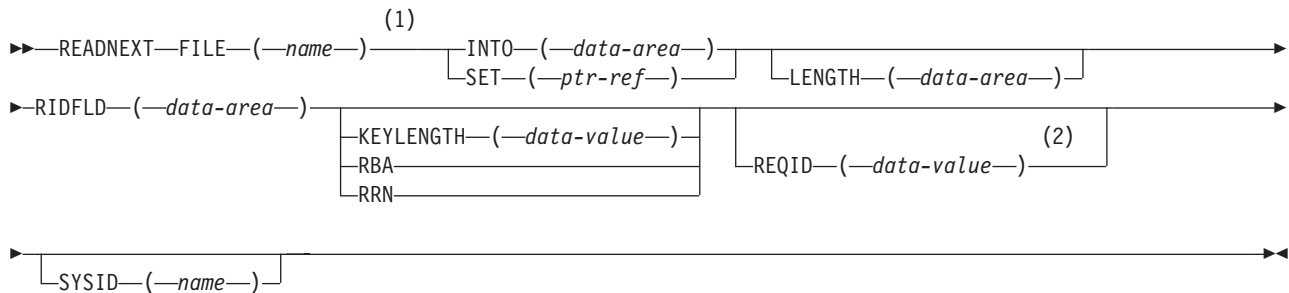 (1)
READNEXT FILE ( name ) INTO ( data-area )
SET ( ptr-ref ) LENGTH ( data-area )
RIDFLD ( data-area )
KEYLENGTH ( data-value ) (2)
RBA REQID ( data-value )
RRN
SYSID ( name )